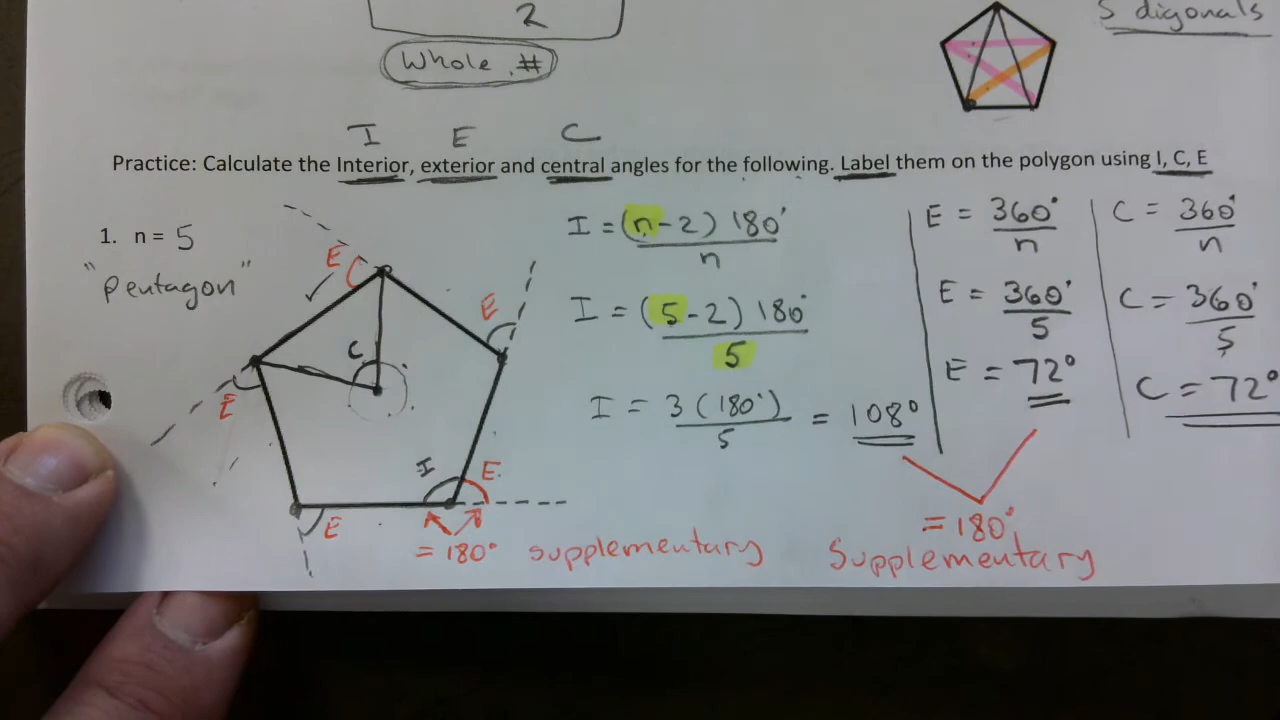 2
Whole #
5 digonals
I E C
Practice: Calculate the Interior, exterior and central angles for the following. Label them on the polygon using I, C, E
1. n = 5
"Pentagon"
E
E
C
E
I E
E
= 180° supplementary
I = (n-2) 180°
n
I = (5-2) 180°
5
I = 3 (180°) = 108°
5
E = 360°
n
E = 360°
5
E = 72°
C = 360°
n
C = 360°
5
C = 72°
= 180°
Supplementary